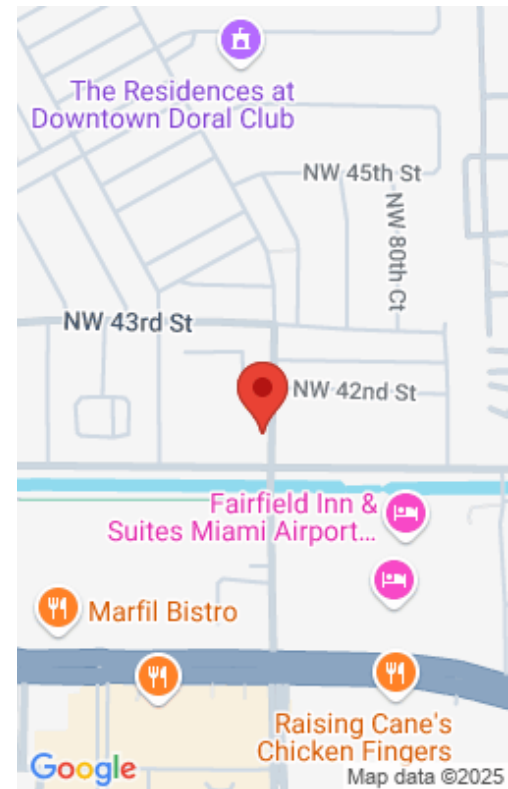 The Residences at
Downtown Doral Club
NW 45th St
NW 80th Ct
NW 43rd St
NW 42nd St
Fairfield Inn &
Suites Miami Airport...
Marfil Bistro
Raising Cane's
Chicken Fingers
Google
Map data ©2025